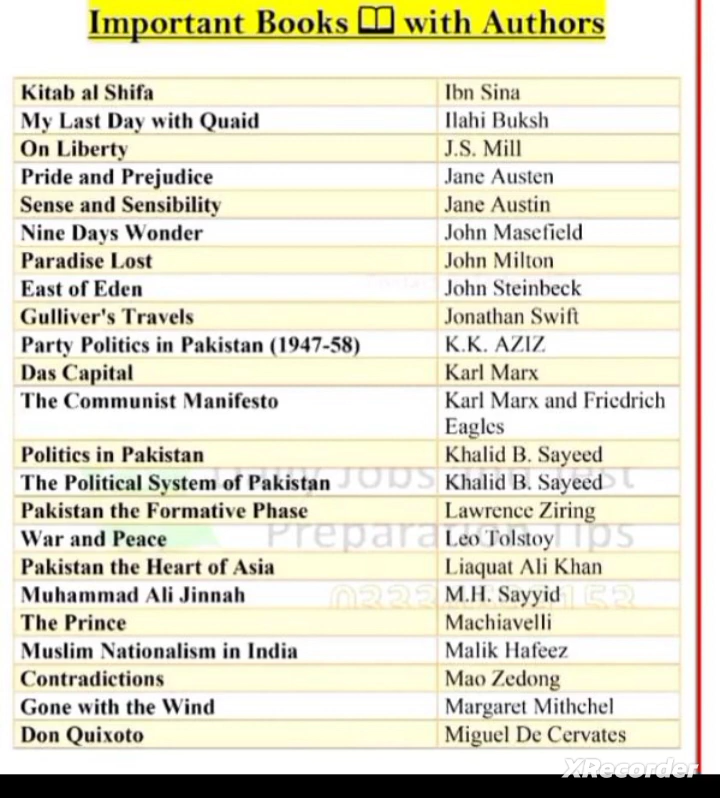 Important Books with Authors
Kitab al Shifa Ibn Sina
My Last Day with Quaid Ilahi Buksh
On Liberty J.S. Mill
Pride and Prejudice Jane Austen
Sense and Sensibility Jane Austin
Nine Days Wonder John Masefield
Paradise Lost John Milton
East of Eden John Steinbeck
Gulliver's Travels Jonathan Swift
Party Politics in Pakistan (1947-58) K.K. AZIZ
Das Capital Karl Marx
The Communist Manifesto Karl Marx and Friedrich
Eagles
Politics in Pakistan Khalid B. Sayeed
The Political System of Pakistan Khalid B. Sayeed
Pakistan the Formative Phase Lawrence Ziring
War and Peace Leo Tolstoy
Pakistan the Heart of Asia Liaquat Ali Khan
Muhammad Ali Jinnah M.H. Sayyid
The Prince Machiavelli
Muslim Nationalism in India Malik Hafeez
Contradictions Mao Zedong
Gone with the Wind Margaret Mithchel
Don Quixoto Miguel De Cervates
Jobs Test
Preparation Tips
XRecorder